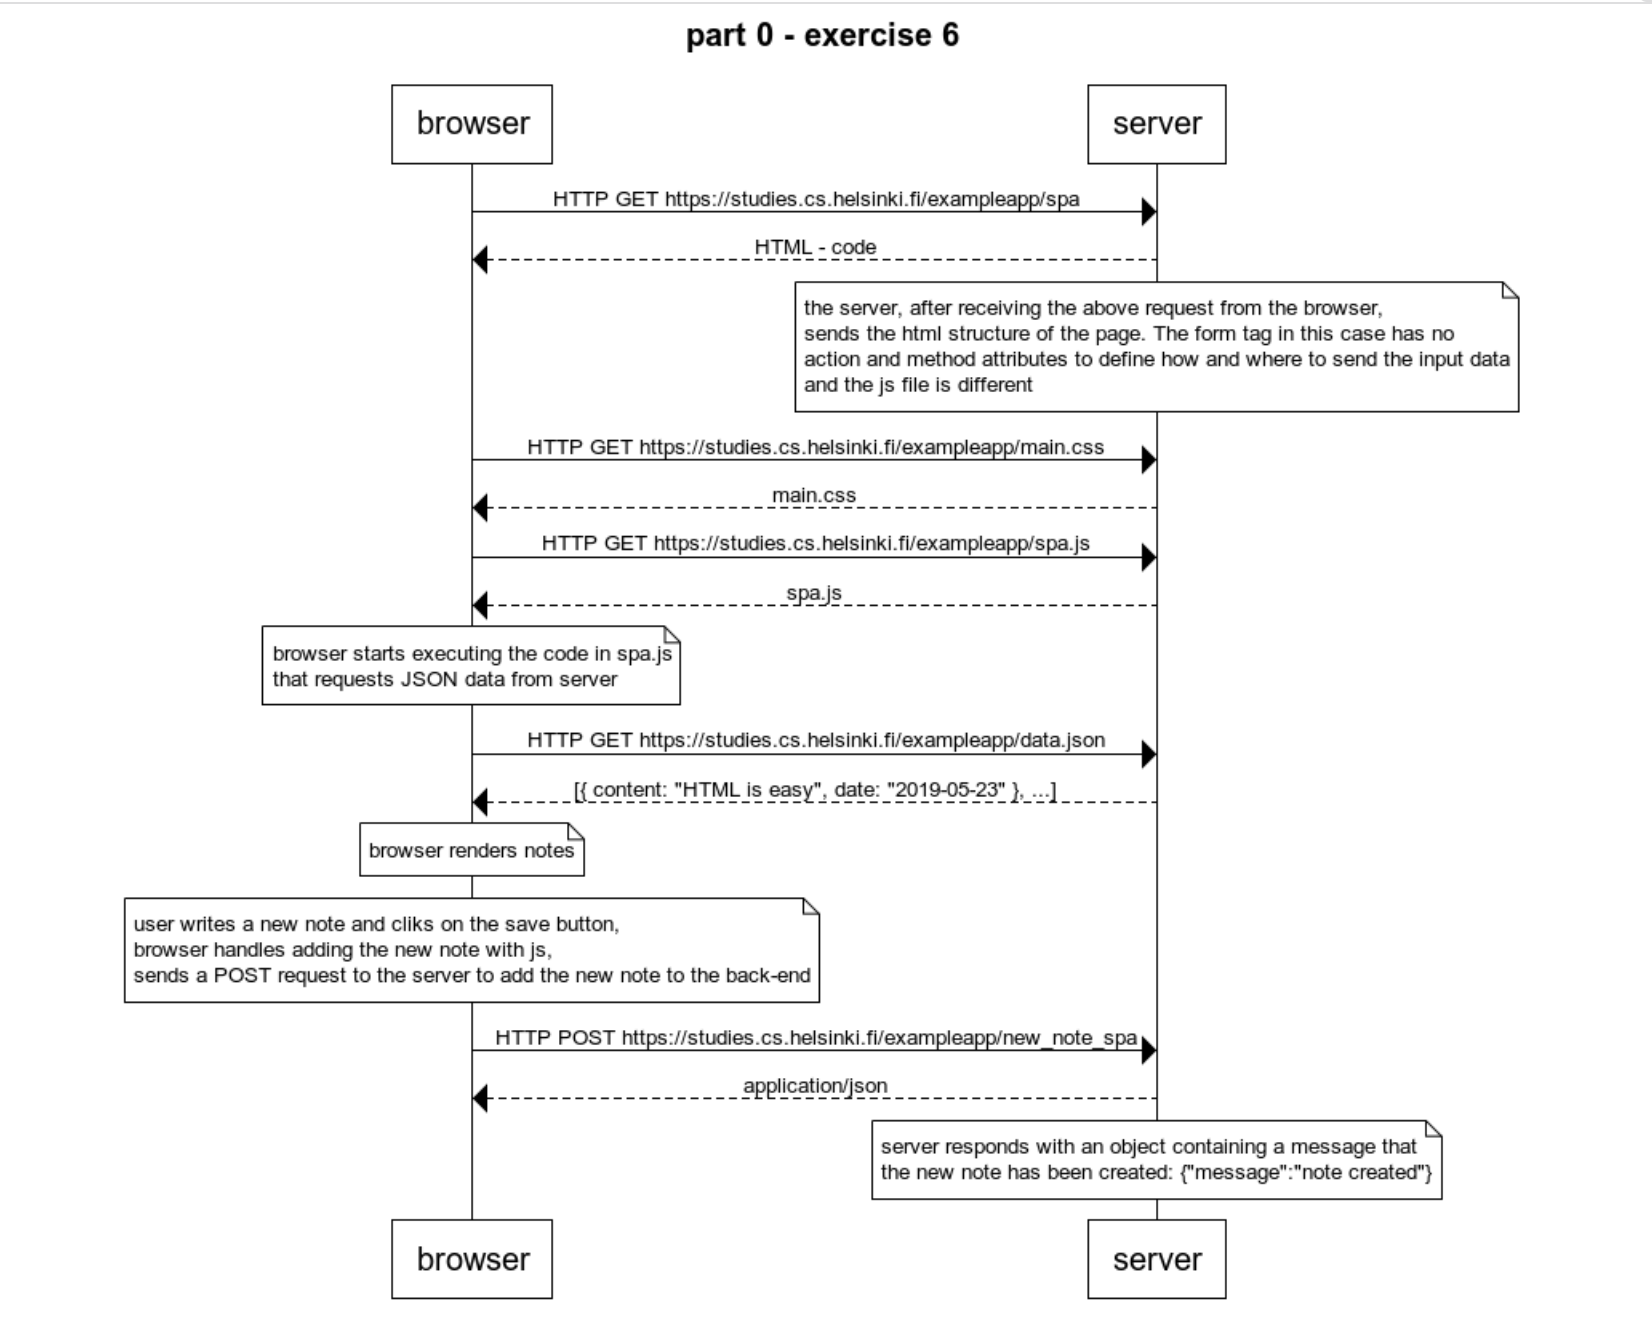 part 0 - exercise 6
browser
server
HTTP GET https://studies.cs.helsinki.fi/exampleapp/spa
HTML - code
the server, after receiving the above request from the browser,
sends the html structure of the page. The form tag in this case has no
action and method attributes to define how and where to send the input data
and the js file is different
HTTP GET https://studies.cs.helsinki.fi/exampleapp/main.css
main.css
HTTP GET https://studies.cs.helsinki.fi/exampleapp/spa.js
spa.js
browser starts executing the code in spa.js
that requests JSON data from server
HTTP GET https://studies.cs.helsinki.fi/exampleapp/data.json
[{ content: "HTML is easy", date: "2019-05-23" }, ...]
browser renders notes
user writes a new note and cliks on the save button,
browser handles adding the new note with js,
sends a POST request to the server to add the new note to the back-end
HTTP POST https://studies.cs.helsinki.fi/exampleapp/new_note_spa
application/json
server responds with an object containing a message that
the new note has been created: {"message":"note created"}
browser
server